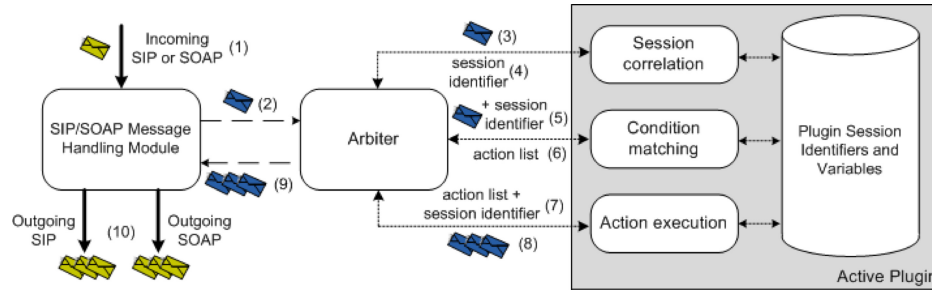 Incoming (1)
SIP or SOAP
(2)
SIP/SOAP Message
Handling Module
(9)
Outgoing
SIP
(10)
Outgoing
SOAP
Arbiter
(3)
session
identifier (4)
+ session
identifier (5)
action list (6)
action list +
session identifier (7)
(8)
Session
correlation
Condition
matching
Action execution
Plugin Session
Identifiers and
Variables
Active Plugin